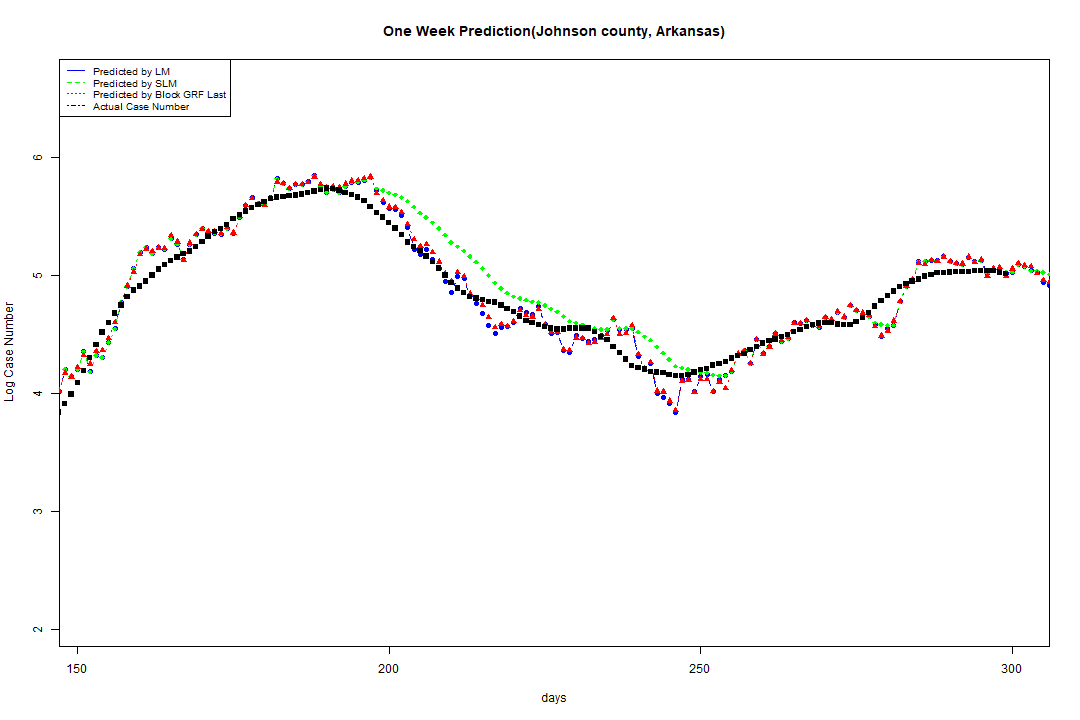 One Week Prediction(Johnson county, Arkansas)
Predicted by LM
Predicted by SLM
Predicted by Block GRF Last
Actual Case Number
6
5
4
3
2
Log Case Number
150 200 250 300
days